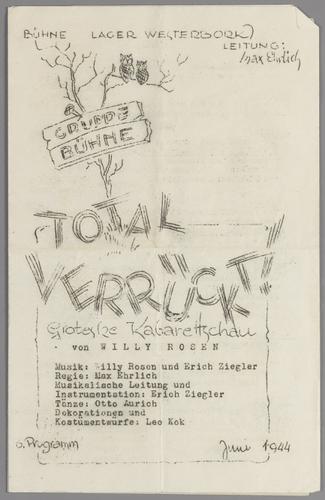 BÜHNE LAGER WESTERBORK
LEITUNG:
Max Ehrlich
GRUPPE
BÜHNE
TOTAL
VERRÜCKT!
Groteske Kabarettschau
von WILLY ROSEN
Musik: Willy Rosen und Erich Ziegler
Regie: Max Ehrlich
Musikalische Leitung und
Instrumentation: Erich Ziegler
Tänze: Otto Aurich
Dekorationen und
Kostumentwurfe: Leo Kok
6. Programm
Juni 1944